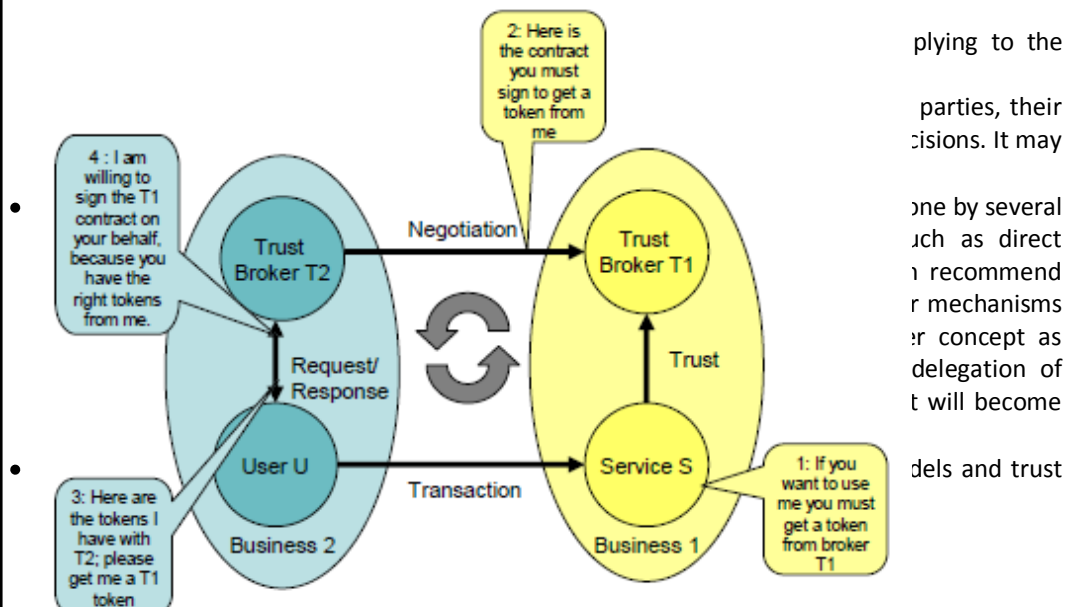 2: Here is
the contract
you must
sign to get a
token from
me
plying to the
parties, their
cisions. It may
4 : I am
willing to
sign the T1
contract on
your behalf,
because you
have the
right tokens
from me.
one by several
uch as direct
n recommend
r mechanisms
er concept as
delegation of
t will become
Negotiation
Trust
Broker T2
Trust
Broker T1
Request/
Response
Trust
User U
Service S
Transaction
1: If you
want to use
me you must
get a token
from broker
T1
dels and trust
3: Here are
the tokens I
have with
T2; please
get me a T1
token
Business 2
Business 1